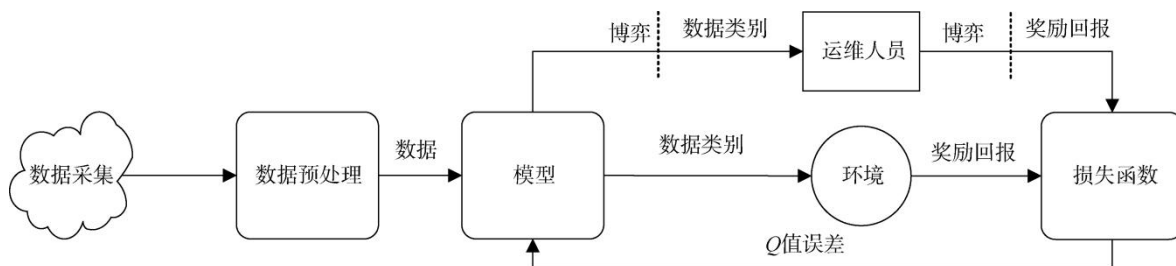 博弈
数据类别
运维人员
博弈
奖励回报
数据采集
数据预处理
数据
模型
数据类别
环境
奖励回报
损失函数
Q值误差